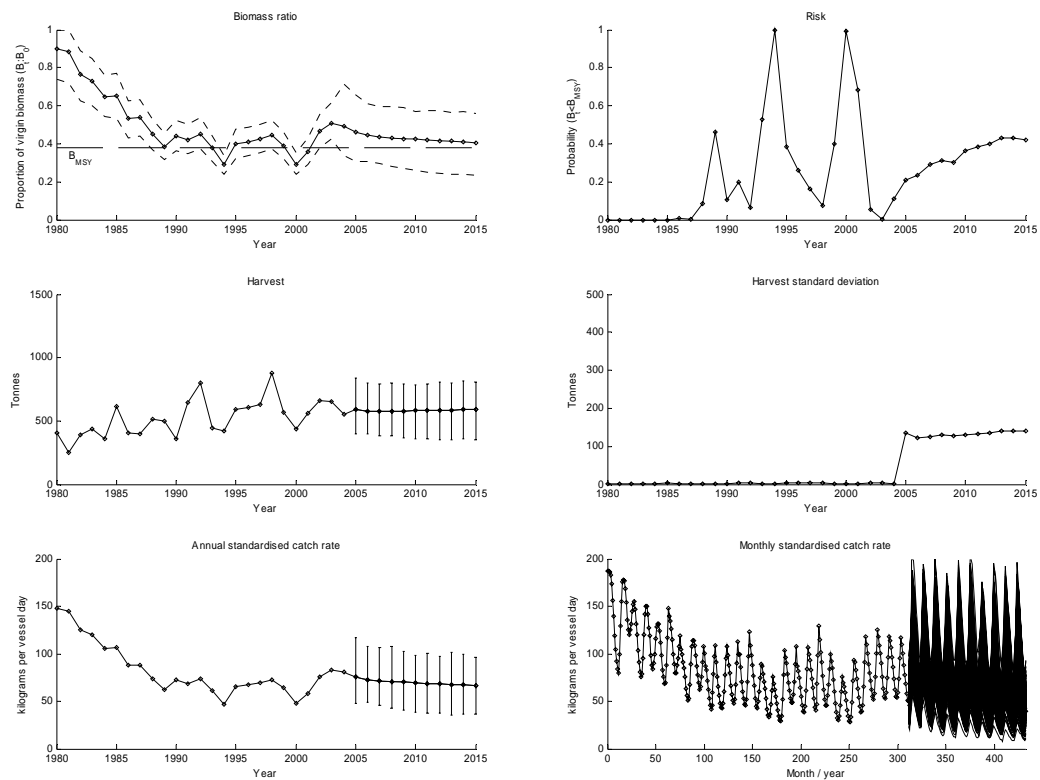 Biomass ratio
Proportion of virgin biomass (B_t:B_0)
1
0.8
0.6
0.4
0.2
0
B_MSY
1980 1985 1990 1995 2000 2005 2010 2015
Year
Risk
Probability (B_t<B_MSY)
1
0.8
0.6
0.4
0.2
0
1980 1985 1990 1995 2000 2005 2010 2015
Year
Harvest
Tonnes
1500
1000
500
0
1980 1985 1990 1995 2000 2005 2010 2015
Year
Harvest standard deviation
Tonnes
500
400
300
200
100
0
1980 1985 1990 1995 2000 2005 2010 2015
Year
Annual standardised catch rate
kilograms per vessel day
200
150
100
50
0
1980 1985 1990 1995 2000 2005 2010 2015
Year
Monthly standardised catch rate
kilograms per vessel day
200
150
100
50
0
0 50 100 150 200 250 300 350 400
Month / year